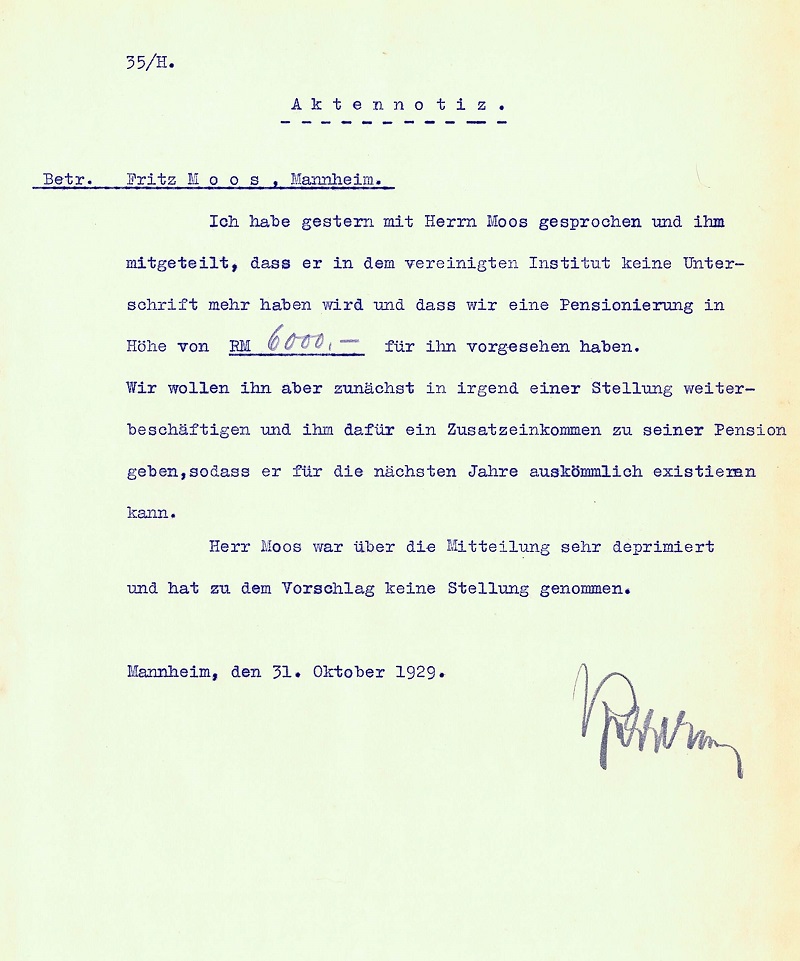 35/H.
A k t e n n o t i z .
Betr. Fritz M o o s , Mannheim.
Ich habe gestern mit Herrn Moos gesprochen und ihm
mitgeteilt, dass er in dem vereinigten Institut keine Unter-
schrift mehr haben wird und dass wir eine Pensionierung in
Höhe von RM 6000,— für ihn vorgesehen haben.
Wir wollen ihn aber zunächst in irgend einer Stellung weiter-
beschäftigen und ihm dafür ein Zusatzeinkommen zu seiner Pension
geben,sodass er für die nächsten Jahre auskömmlich existieren
kann.
Herr Moos war über die Mitteilung sehr deprimiert
und hat zu dem Vorschlag keine Stellung genommen.
Mannheim, den 31. Oktober 1929.